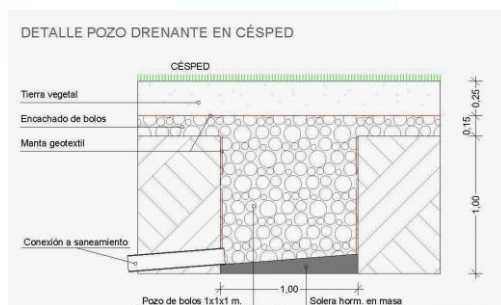 DETALLE POZO DRENANTE EN CÉSPED
CÉSPED
Tierra vegetal
Encachado de bolos
Manta geotextil
Conexión a saneamiento
0,25
0,15
1,00
1,00
Pozo de bolos 1x1x1 m.
Solera horm. en masa